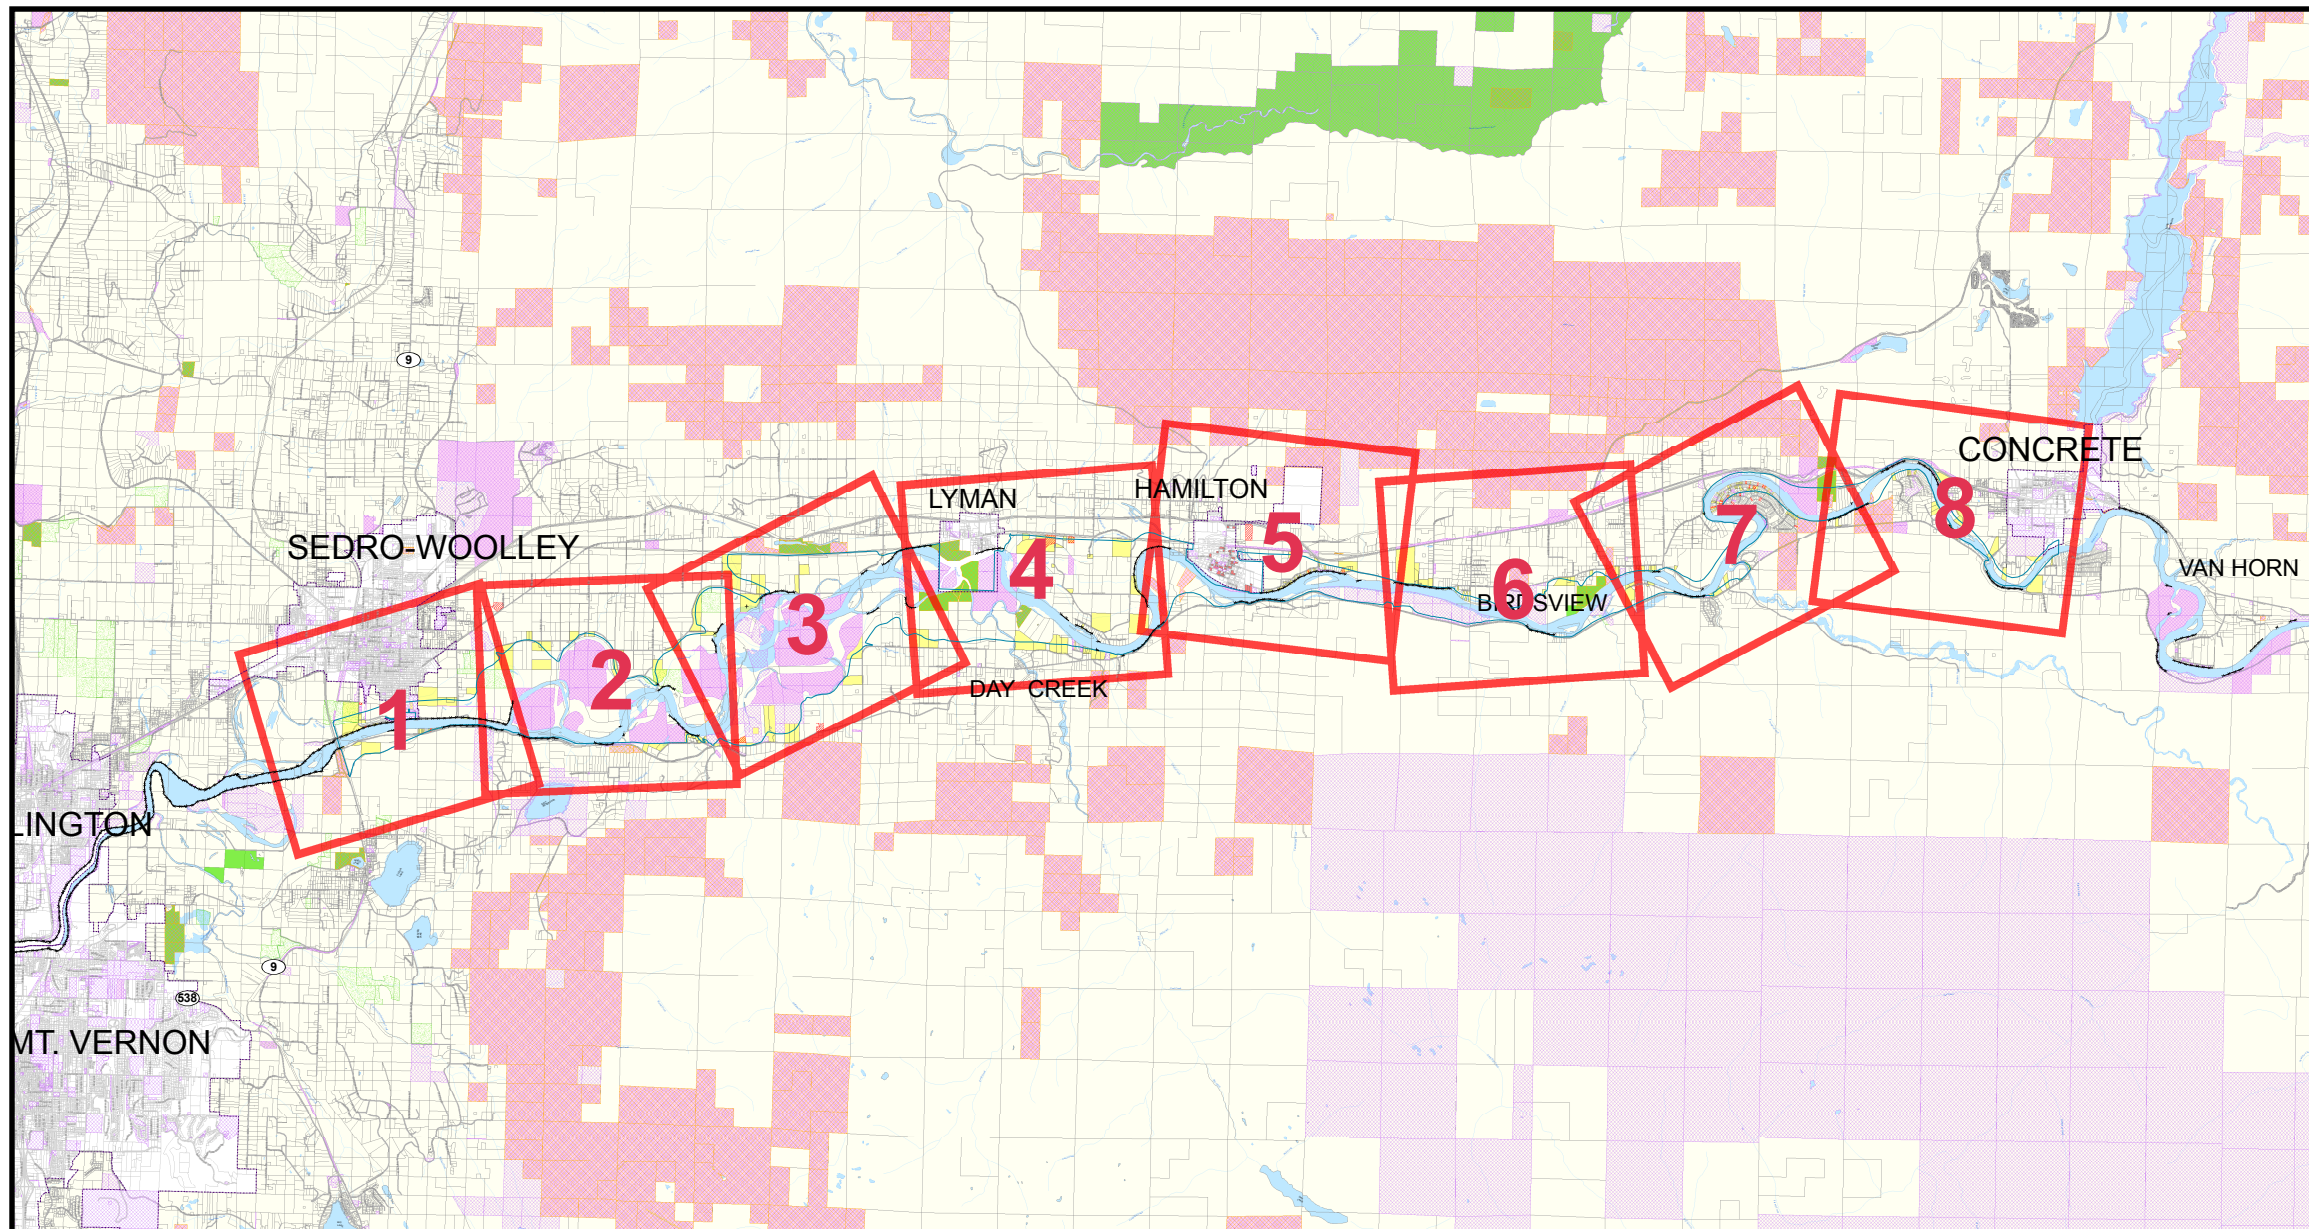 9
CONCRETE
HAMILTON
LYMAN
8
7
5
SEDRO-WOOLLEY
4
VAN HORN
6
BIRDSVIEW
3
2
DAY CREEK
1
LINGTON
9
538
MT. VERNON